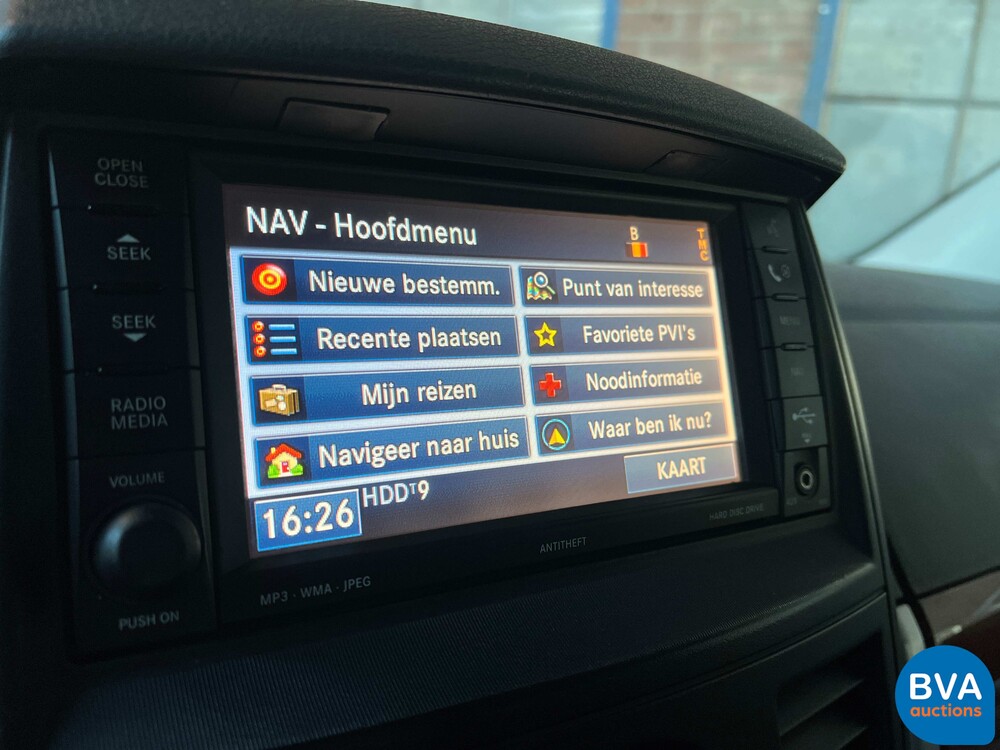 OPEN
CLOSE
SEEK
SEEK
RADIO
MEDIA
VOLUME
PUSH ON
NAV - Hoofdmenu
B
TMC
Nieuwe bestemm.
Punt van interesse
Recente plaatsen
Favoriete PVI's
Mijn reizen
Noodinformatie
Navigeer naar huis
Waar ben ik nu?
KAART
16:26
HDDT9
MENU
MP3 · WMA · JPEG
ANTITHEFT
HARD DISC DRIVE
BVA
auctions